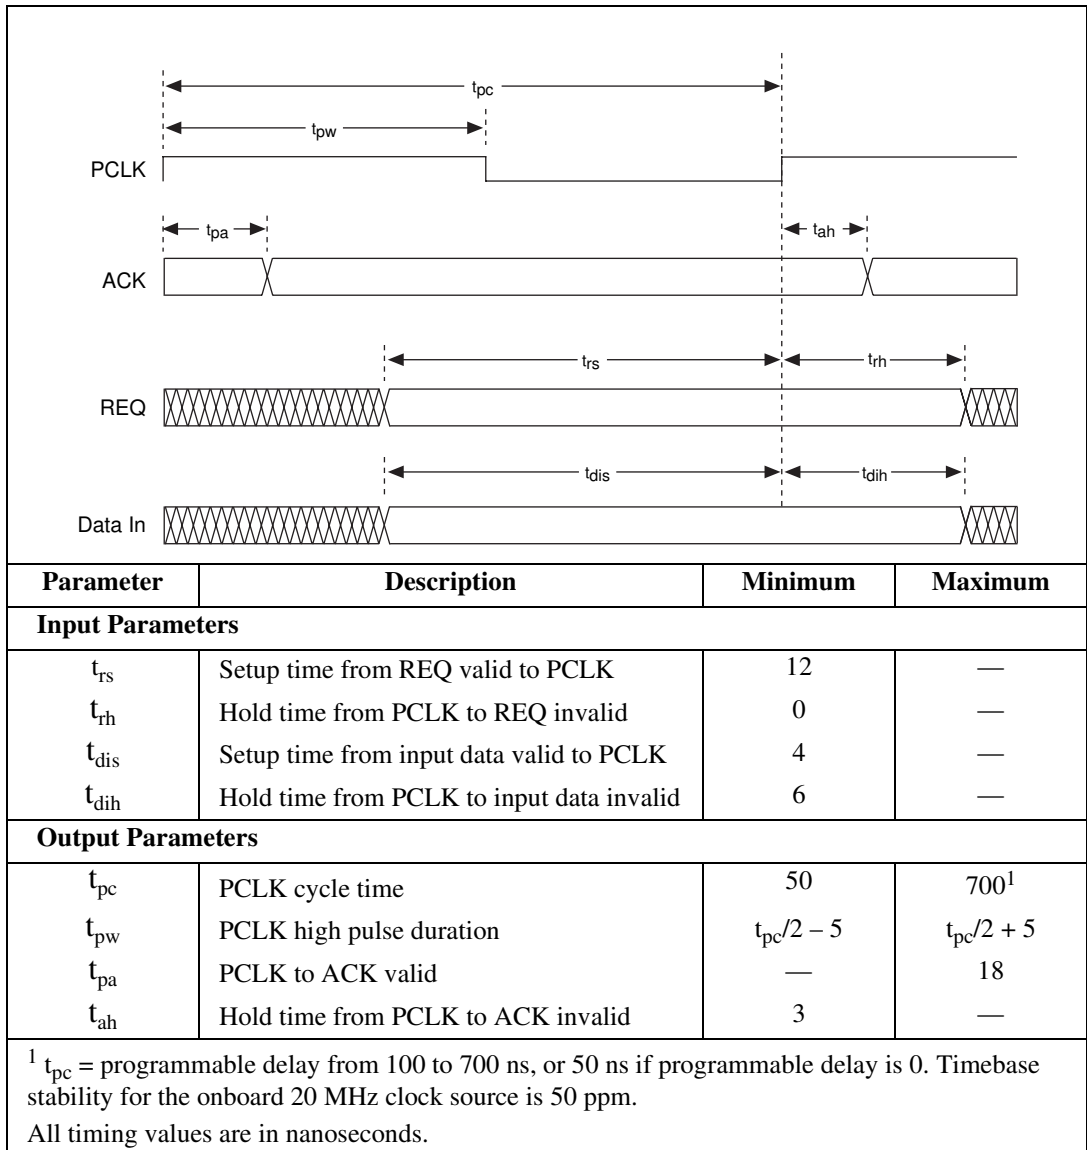 tpc
tpw
PCLK
tpa
tah
ACK
trs
trh
REQ
tdis
tdih
Data In
Parameter Description Minimum Maximum
Input Parameters
trs Setup time from REQ valid to PCLK 12 —
trh Hold time from PCLK to REQ invalid 0 —
tdis Setup time from input data valid to PCLK 4 —
tdih Hold time from PCLK to input data invalid 6 —
Output Parameters
tpc PCLK cycle time 50 700¹
tpw PCLK high pulse duration tpc/2 – 5 tpc/2 + 5
tpa PCLK to ACK valid — 18
tah Hold time from PCLK to ACK invalid 3 —
¹ tpc = programmable delay from 100 to 700 ns, or 50 ns if programmable delay is 0. Timebase
stability for the onboard 20 MHz clock source is 50 ppm.
All timing values are in nanoseconds.